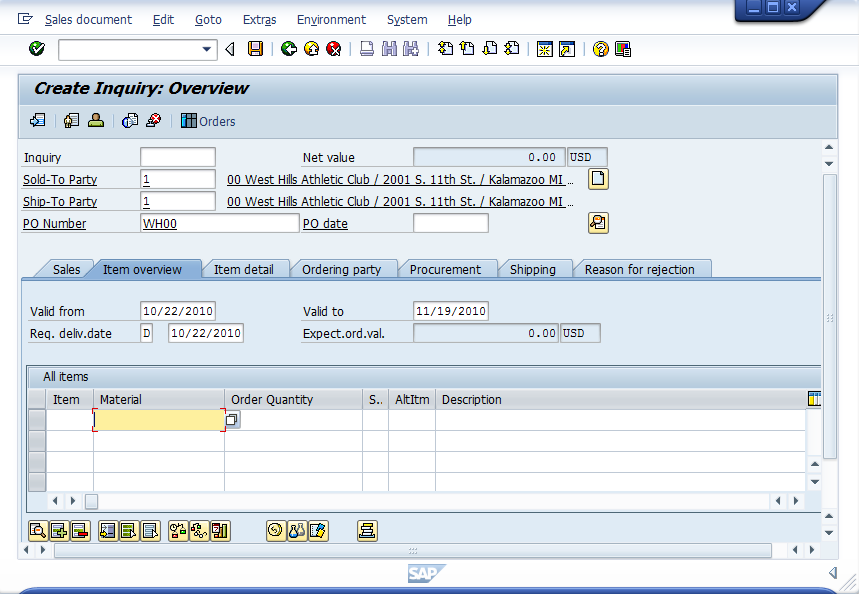 Sales document Edit Goto Extras Environment System Help
Create Inquiry: Overview
Orders
Inquiry Net value 0.00 USD
Sold-To Party 1 00 West Hills Athletic Club / 2001 S. 11th St. / Kalamazoo MI ...
Ship-To Party 1 00 West Hills Athletic Club / 2001 S. 11th St. / Kalamazoo MI ...
PO Number WH00 PO date
Sales Item overview Item detail Ordering party Procurement Shipping Reason for rejection
Valid from 10/22/2010 Valid to 11/19/2010
Req. deliv.date D 10/22/2010 Expect.ord.val. 0.00 USD
All items
Item Material Order Quantity S.. AltItm Description
SAP